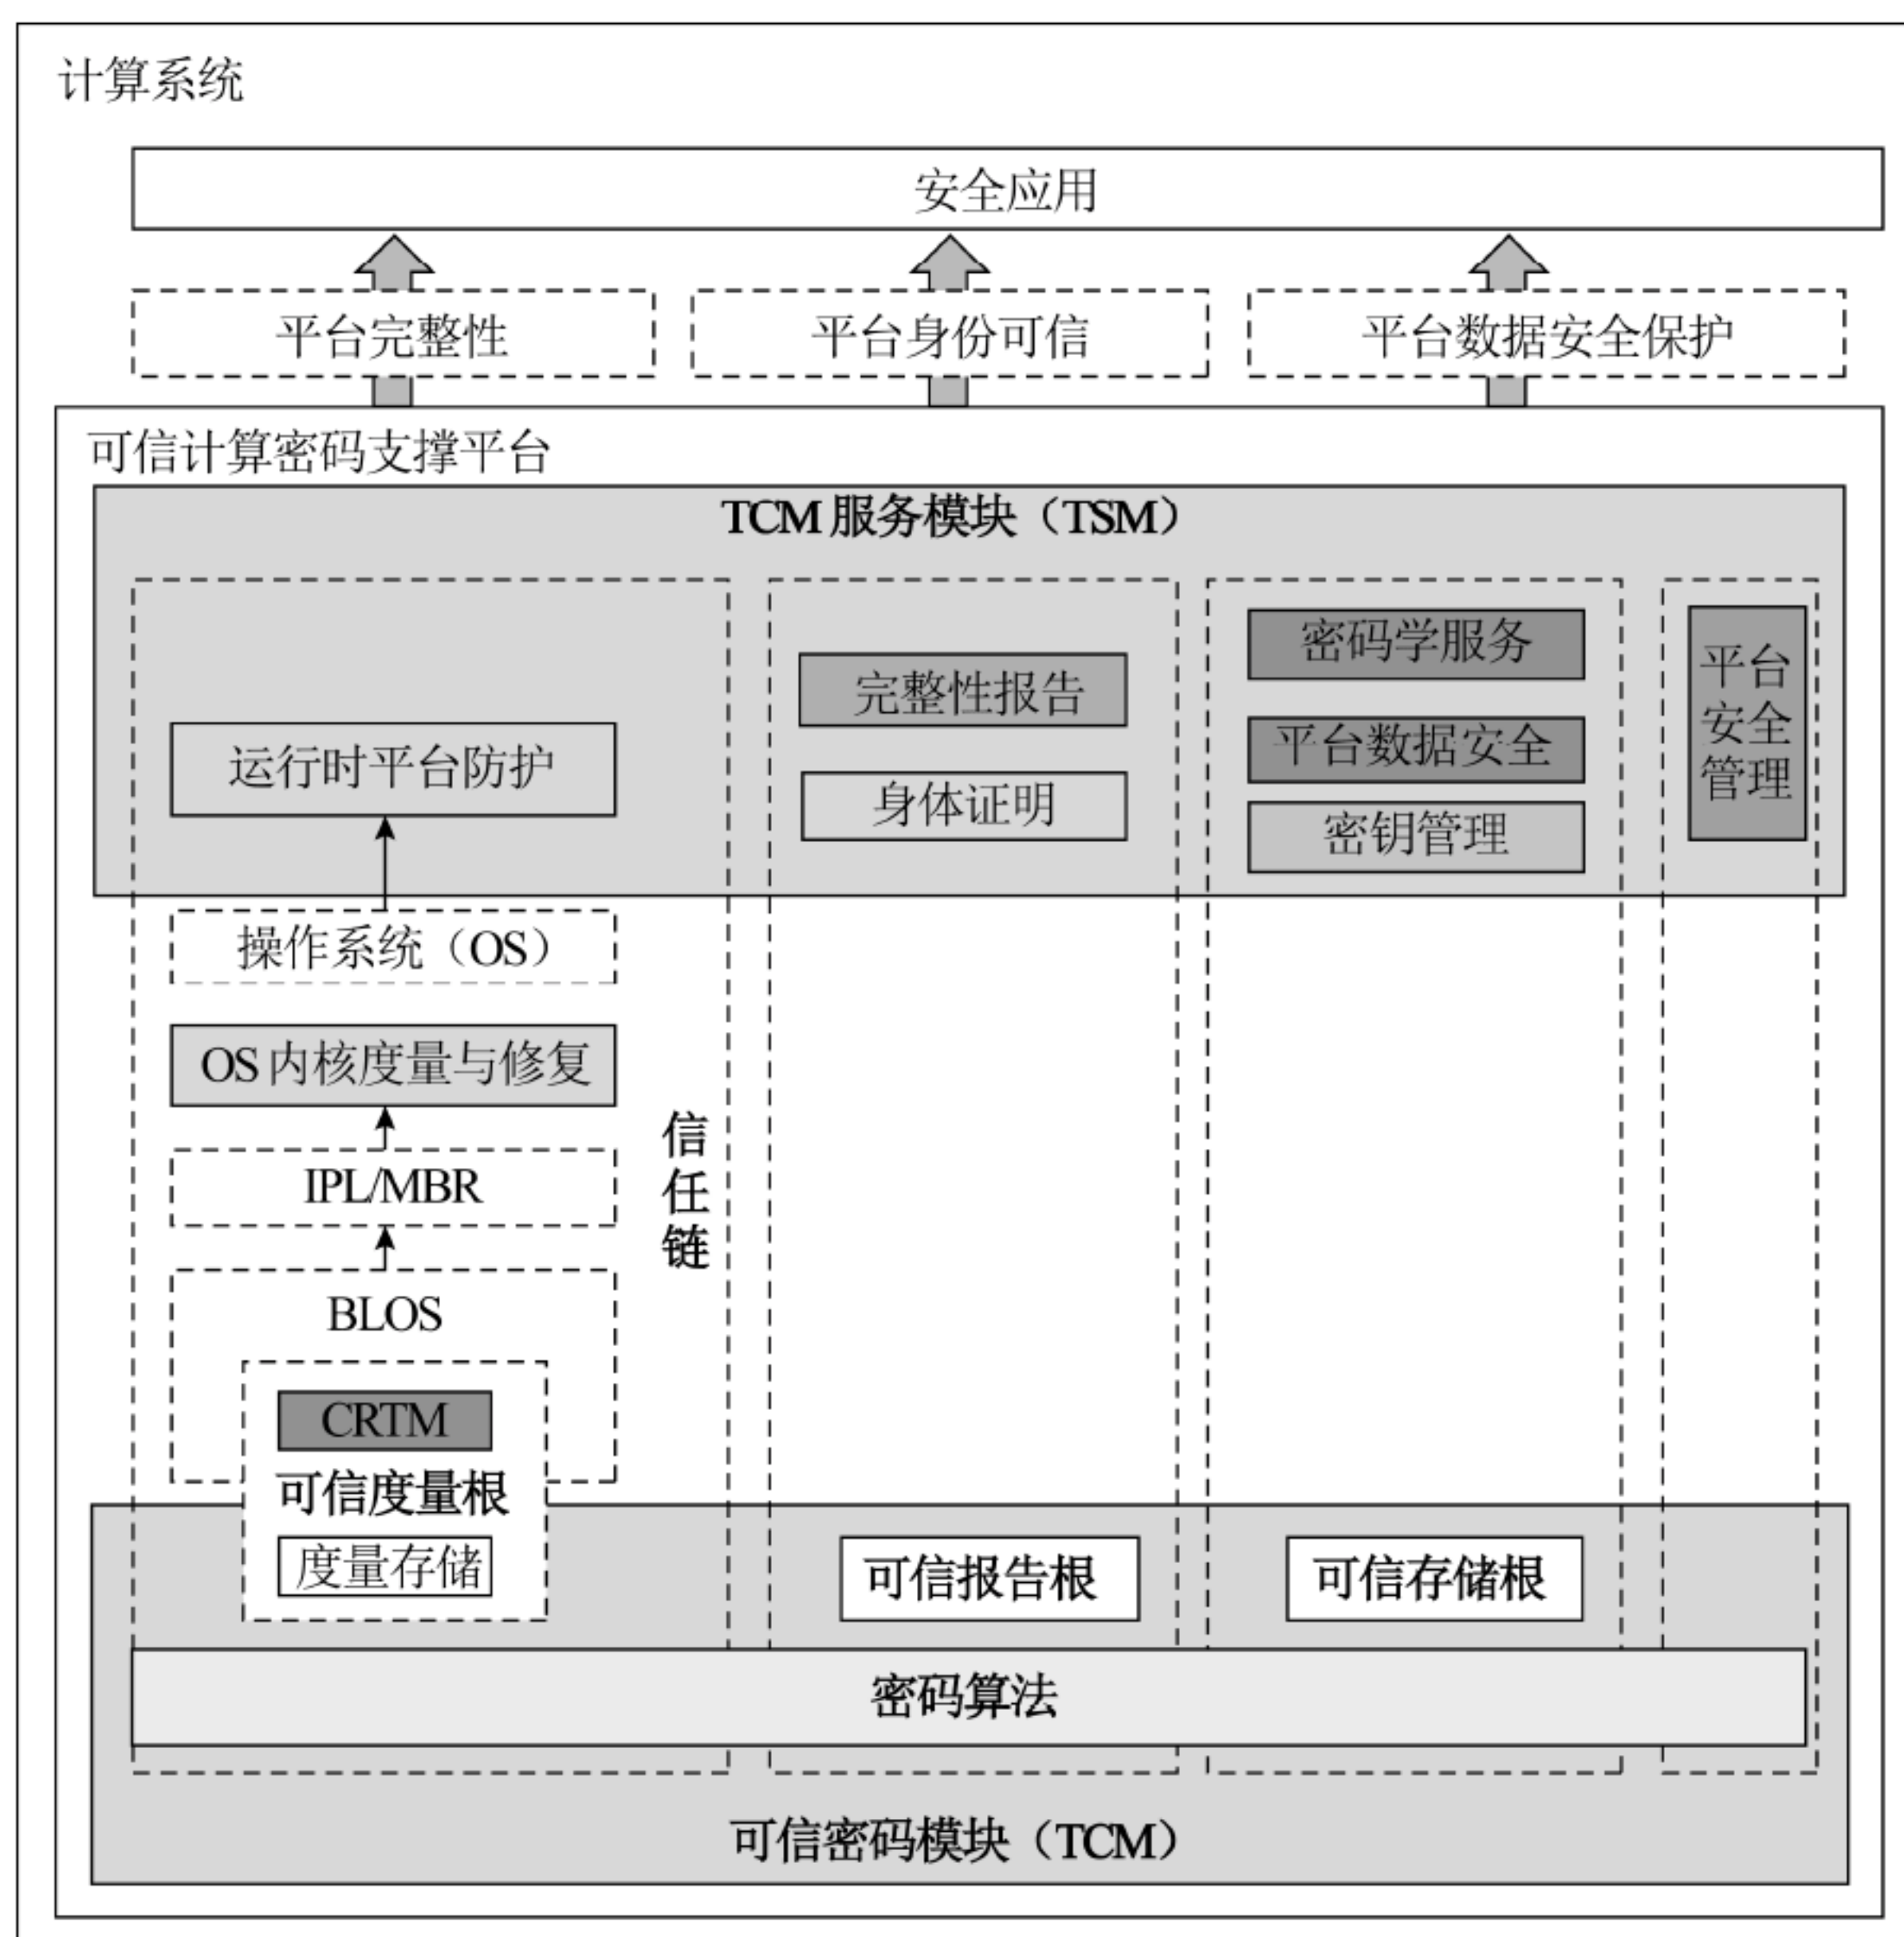 计算系统
安全应用
平台完整性
平台身份可信
平台数据安全保护
可信计算密码支撑平台
TCM服务模块（TSM）
运行时平台防护
完整性报告
身体证明
密码学服务
平台数据安全
密钥管理
平台
安全
管理
操作系统（OS）
OS内核度量与修复
IPL/MBR
BLOS
信
任
链
CRTM
可信度量根
度量存储
可信报告根
可信存储根
密码算法
可信密码模块（TCM）